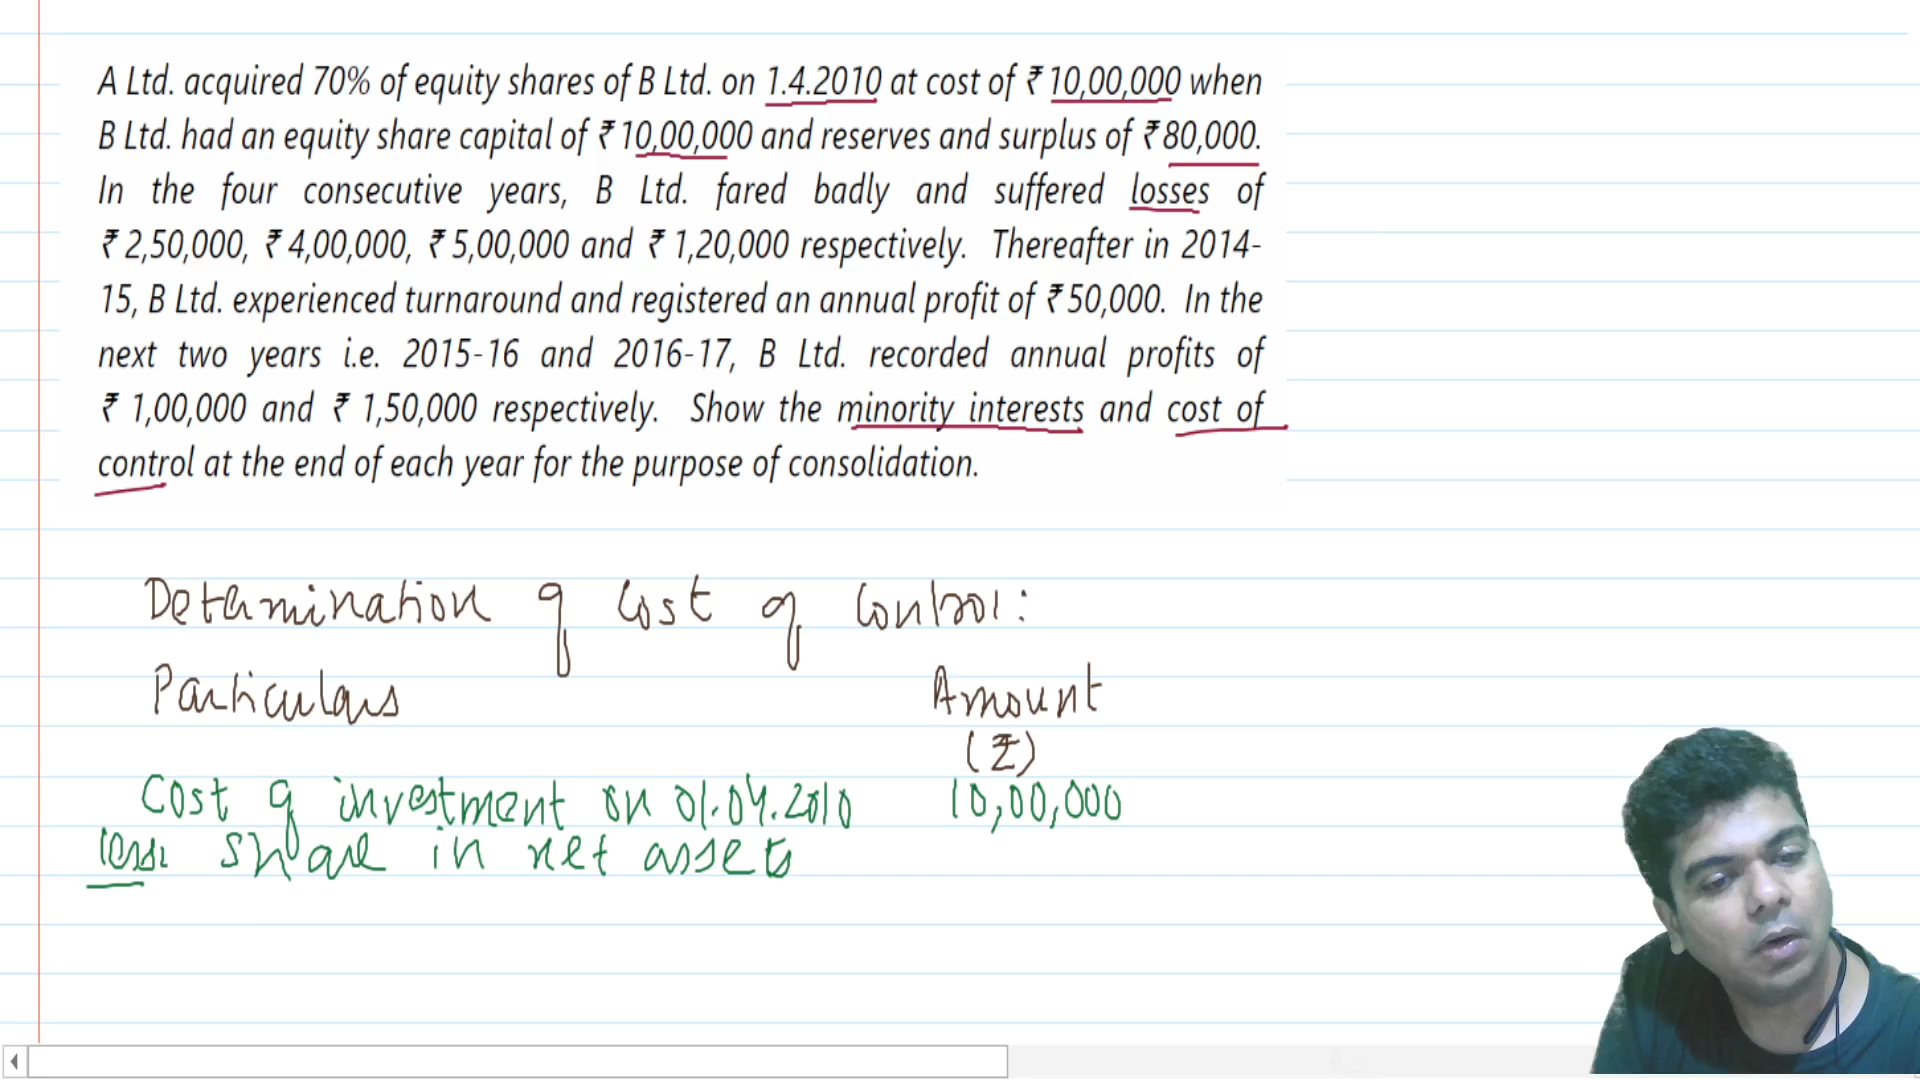 A Ltd. acquired 70% of equity shares of B Ltd. on 1.4.2010 at cost of ₹ 10,00,000 when
B Ltd. had an equity share capital of ₹ 10,00,000 and reserves and surplus of ₹ 80,000.
In the four consecutive years, B Ltd. fared badly and suffered losses of
₹ 2,50,000, ₹ 4,00,000, ₹ 5,00,000 and ₹ 1,20,000 respectively. Thereafter in 2014-
15, B Ltd. experienced turnaround and registered an annual profit of ₹ 50,000. In the
next two years i.e. 2015-16 and 2016-17, B Ltd. recorded annual profits of
₹ 1,00,000 and ₹ 1,50,000 respectively. Show the minority interests and cost of
control at the end of each year for the purpose of consolidation.
Determination of Cost of Control:
Particulars Amount
(₹)
Cost of investment on 01.04.2010 10,00,000
less: share in net assets